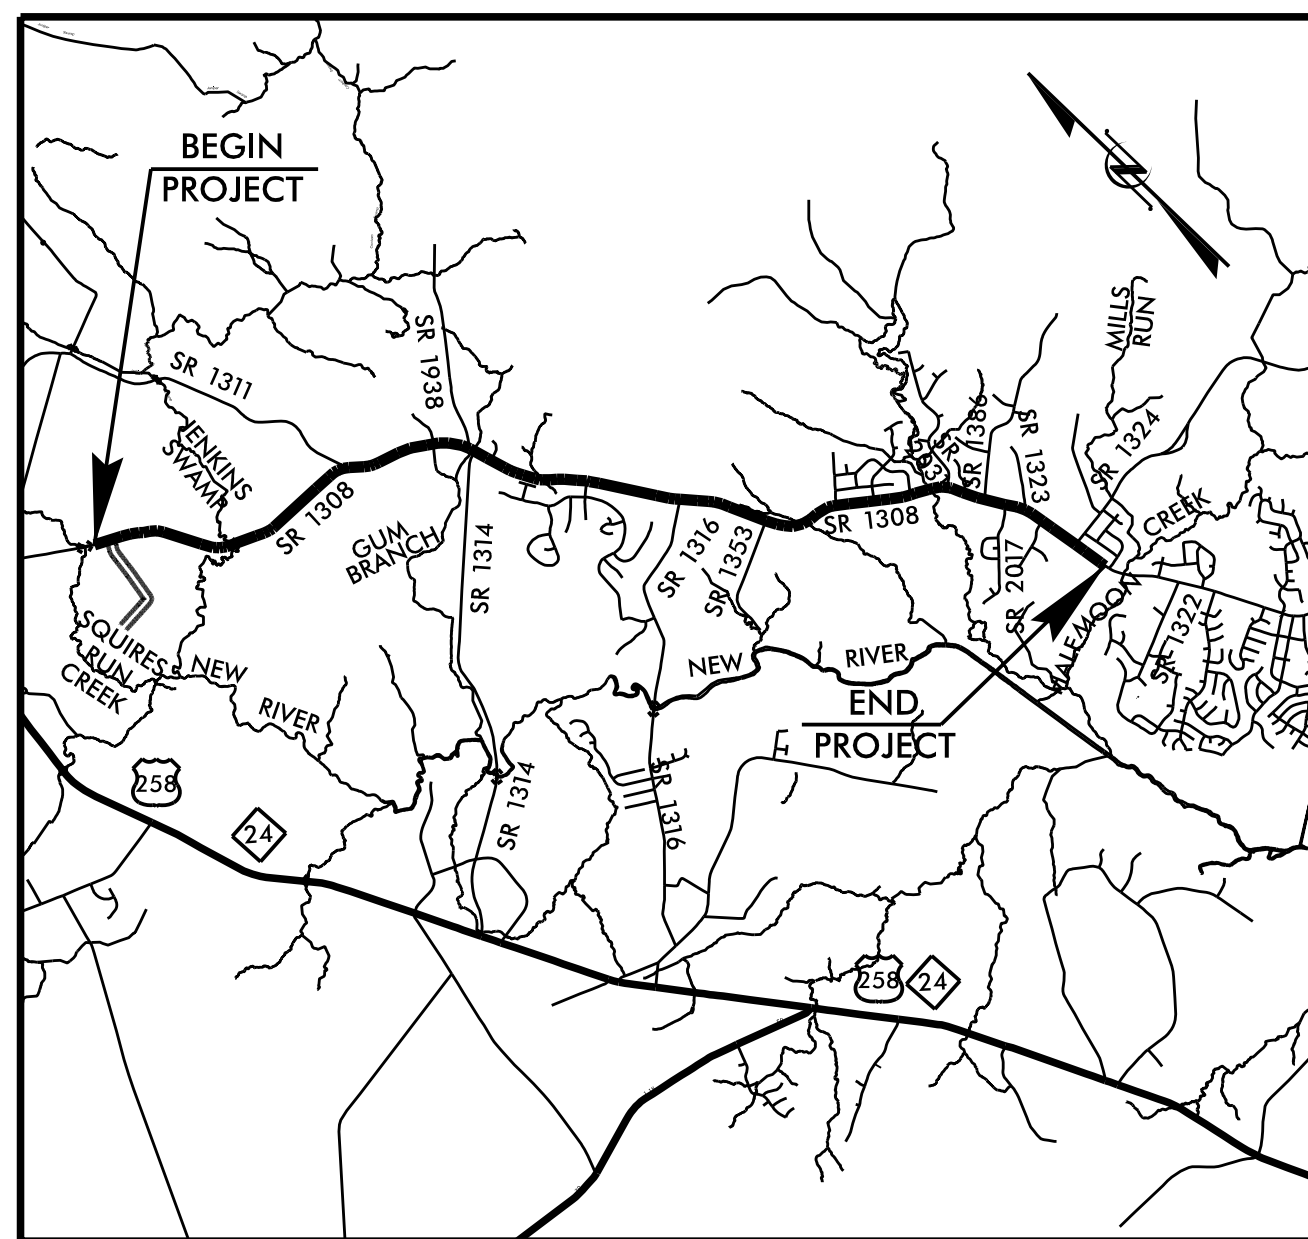 BEGIN
PROJECT
MILLS
RUN
SR 1938
SR 1311
SR 1386
SR 1323
SR 1324
SR
JENKINS
SWAMP
SR 1308
GUM
BRANCH
SR 1314
SR 1316
SR 1353
SR 1308
SR 2017
CREEK
HALFMOON
SR 1322
SQUIRES
RUN
CREEK
NEW
RIVER
NEW
RIVER
END
PROJECT
258
24
SR 1314
SR 1316
258
24
N